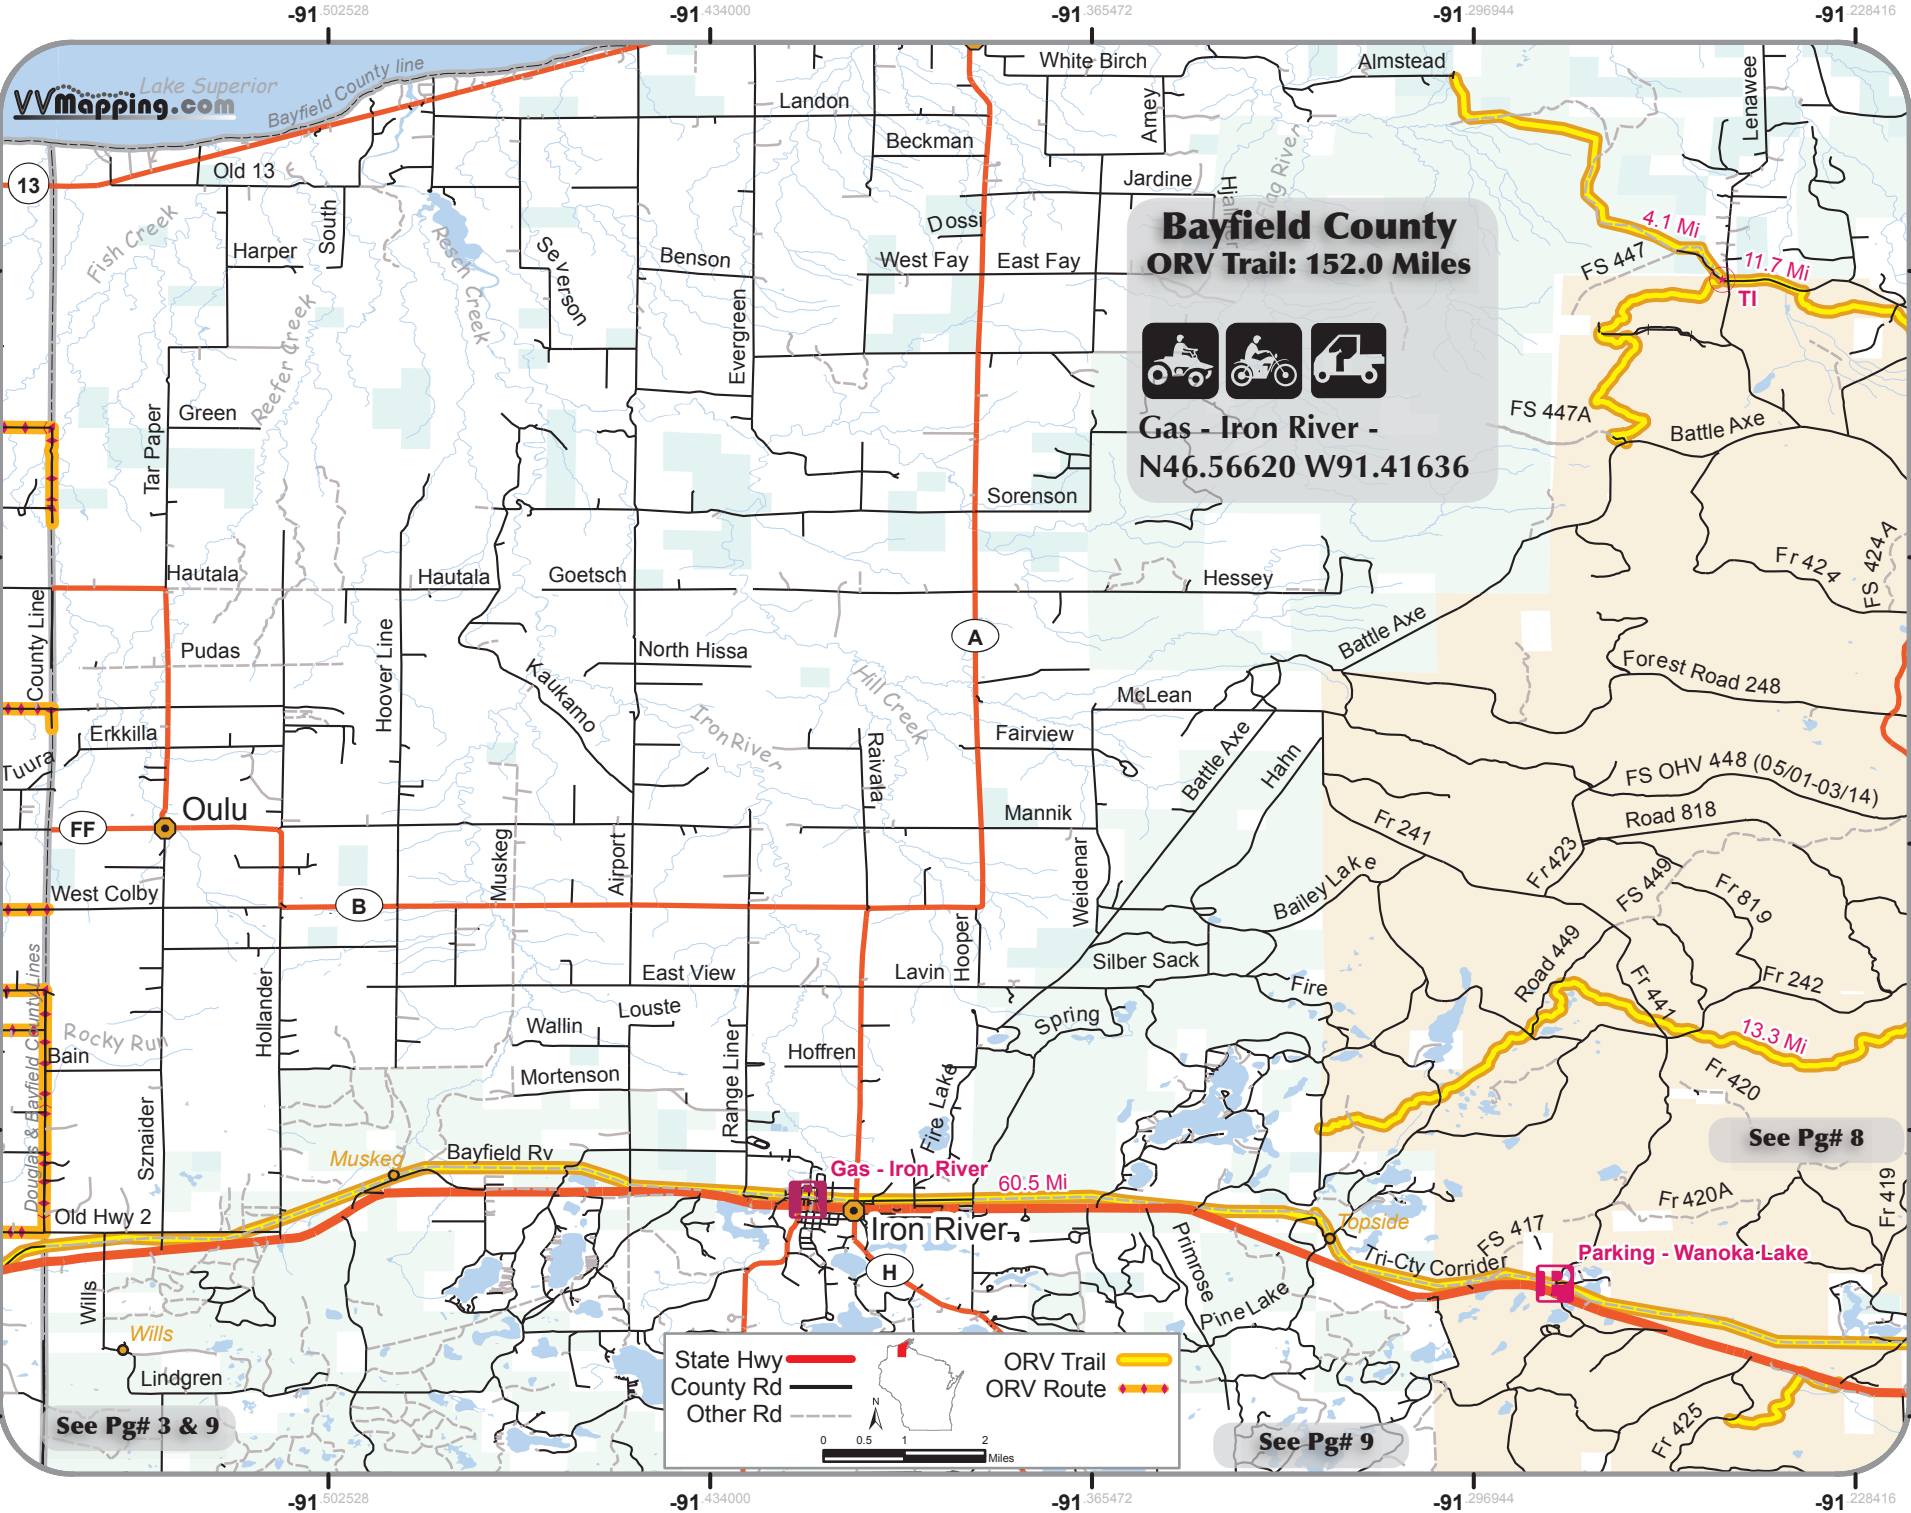 -91.502528
-91.434000
-91.365472
-91.296944
-91.228416
VVMapping.com
Lake Superior
Bayfield County line
White Birch
Almstead
Landon
Amey
Lenawee
Beckman
13
Old 13
Jardine
Flag River
Fish Creek
South
Harper
Resch Creek
Severson
Benson
Dossi
West Fay
East Fay
Evergreen
Bayfield County
ORV Trail: 152.0 Miles
Gas - Iron River -
N46.56620 W91.41636
4.1 Mi
FS 447
11.7 Mi
TI
FS 447A
Battle Axe
Reefer Creek
Green
Tar Paper
Sorenson
Fr 424
FS 424A
Hautala
Hautala
Goetsch
Hessey
County Line
Pudas
Hoover Line
Kaukamo
North Hissa
A
Battle Axe
Forest Road 248
Hill Creek
Iron River
McLean
Erkkilla
Tuura
Raivala
Fairview
Battle Axe
Hahn
FS OHV 448 (05/01-03/14)
Oulu
FF
Mannik
Road 818
Fr 241
Fr 423
Muskeg
Airport
Weidenar
Bailey Lake
FS 449
Fr 819
West Colby
B
Hooper
Silber Sack
Road 449
Fr 441
Fr 242
Hollander
East View
Lavin
Fire
Douglas & Bayfield County Lines
Louste
Wallin
Spring
13.3 Mi
Rocky Run
Bain
Range Line
Hoffren
Mortenson
Fire Lake
Fr 420
Sznaider
See Pg# 8
Muskeg
Bayfield Rv
Gas - Iron River
60.5 Mi
Fr 420A
Fr 419
Old Hwy 2
Iron River
Topside
FS 417
Tri-Cty Corrider
Parking - Wanoka Lake
Primrose
H
Wills
Pine Lake
Wills
Lindgren
State Hwy
County Rd
Other Rd
N
ORV Trail
ORV Route
0 0.5 1 2
Miles
See Pg# 3 & 9
See Pg# 9
Fr 425
-91.502528
-91.434000
-91.365472
-91.296944
-91.228416